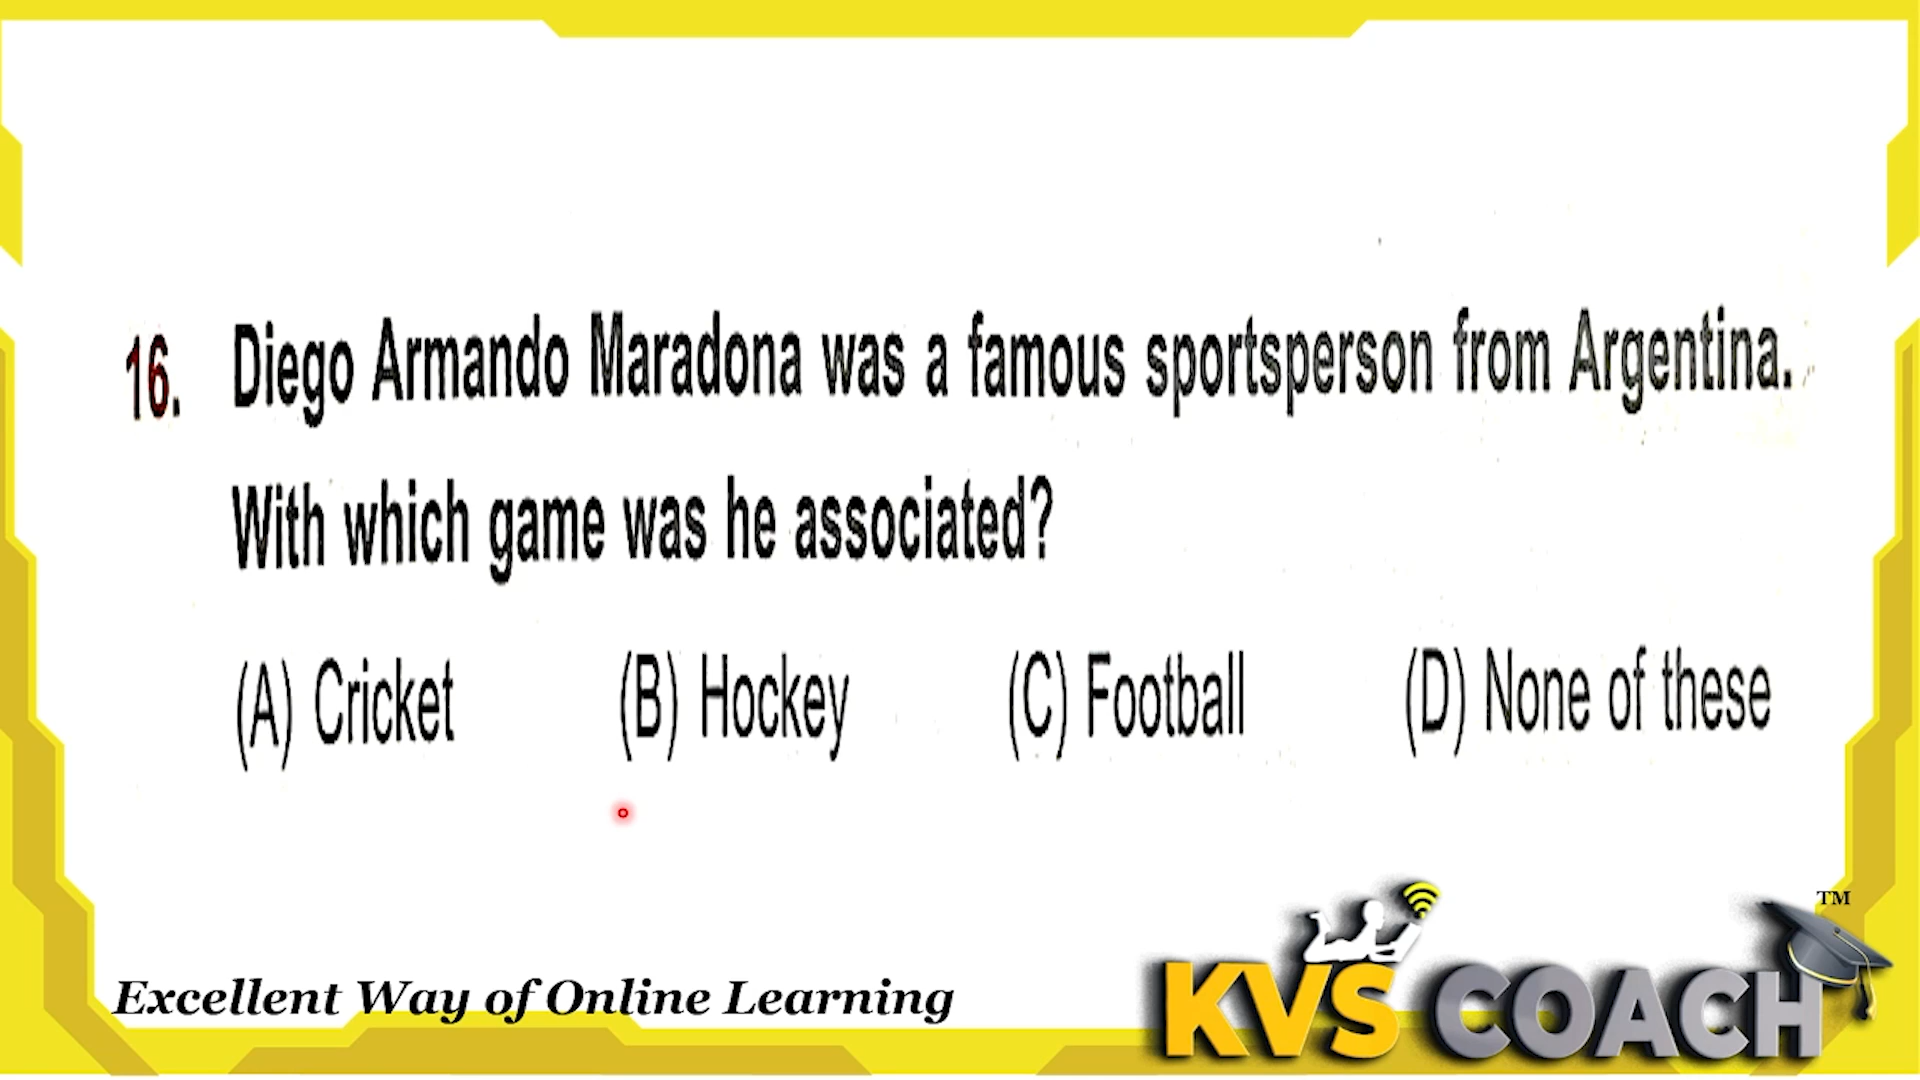 16. Diego Armando Maradona was a famous sportsperson from Argentina.
With which game was he associated?
(A) Cricket (B) Hockey (C) Football (D) None of these
Excellent Way of Online Learning
KVS COACH TM